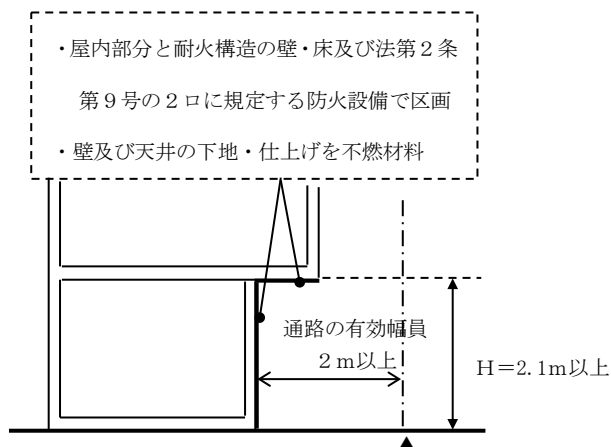 ・屋内部分と耐火構造の壁・床及び法第２条
第９号の２ロに規定する防火設備で区画
・壁及び天井の下地・仕上げを不燃材料
通路の有効幅員
２ｍ以上
H＝2.1m以上